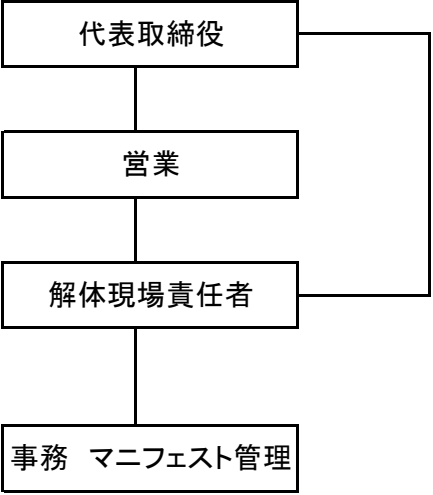 代表取締役
営業
解体現場責任者
事務　マニフェスト管理